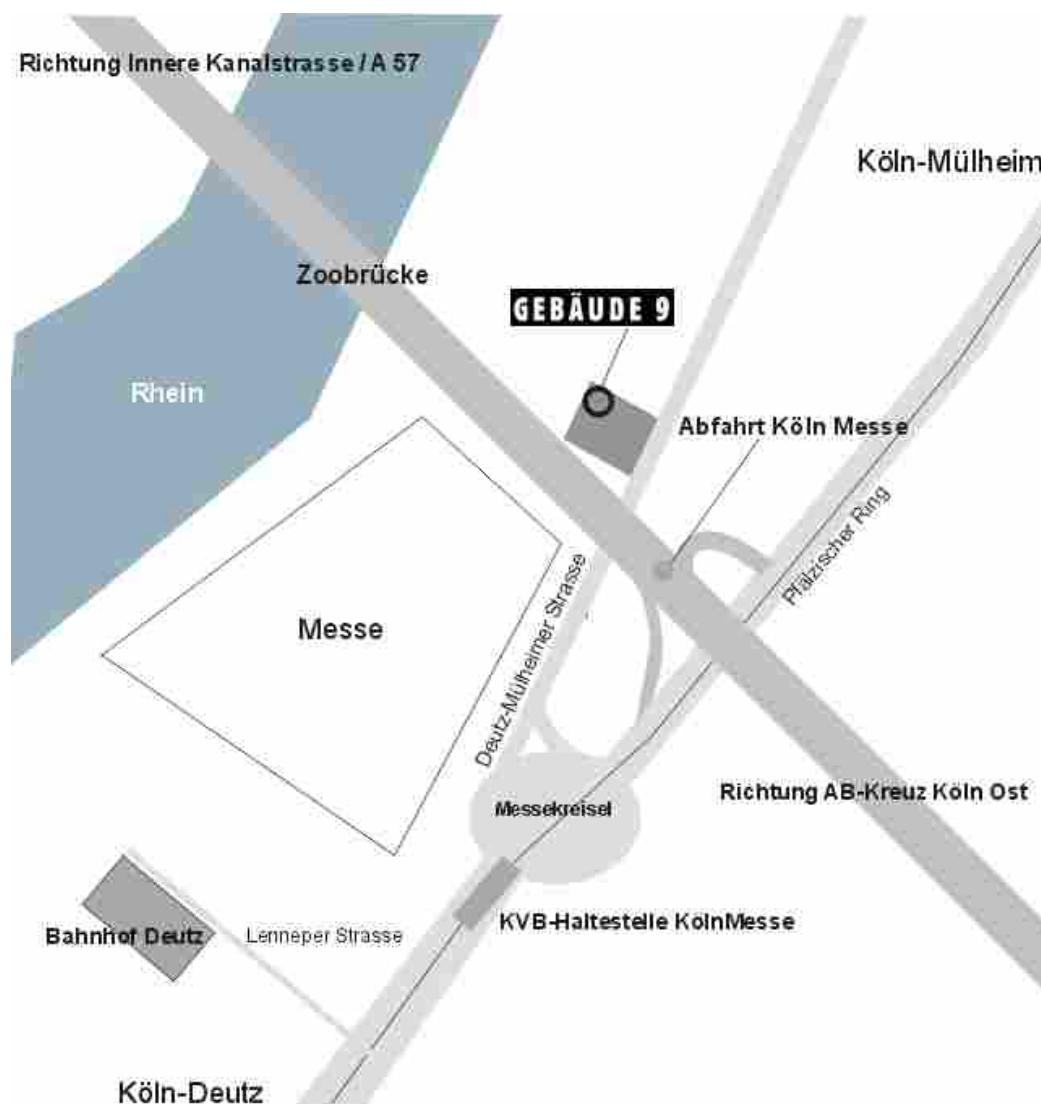 Richtung Innere Kanalstrasse / A 57
Köln-Mülheim
Zoobrücke
GEBÄUDE 9
Rhein
Abfahrt Köln Messe
Pfälzischer Ring
Messe
Deutz-Mülheimer Strasse
Richtung AB-Kreuz Köln Ost
Messekreisel
KVB-Haltestelle KölnMesse
Bahnhof Deutz
Lenneper Strasse
Köln-Deutz